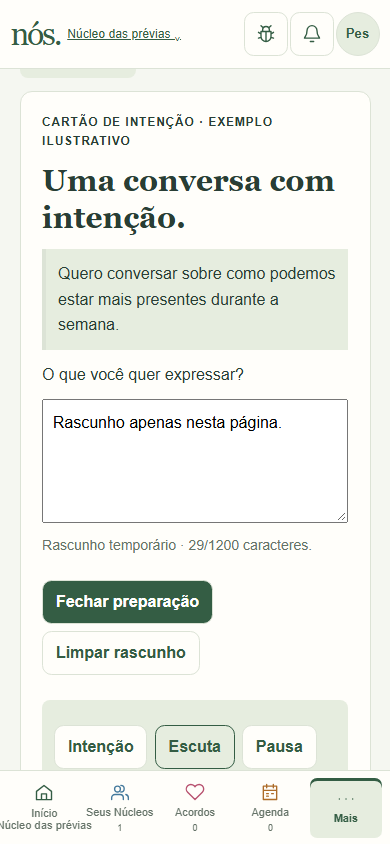 nós. Núcleo das prévias
Pes
CARTÃO DE INTENÇÃO · EXEMPLO
ILUSTRATIVO
Uma conversa com
intenção.
Quero conversar sobre como podemos
estar mais presentes durante a
semana.
O que você quer expressar?
Rascunho apenas nesta página.
Rascunho temporário · 29/1200 caracteres.
Fechar preparação
Limpar rascunho
Intenção Escuta Pausa
Início Seus Núcleos Acordos Agenda Mais
Núcleo das prévias 1 0 0